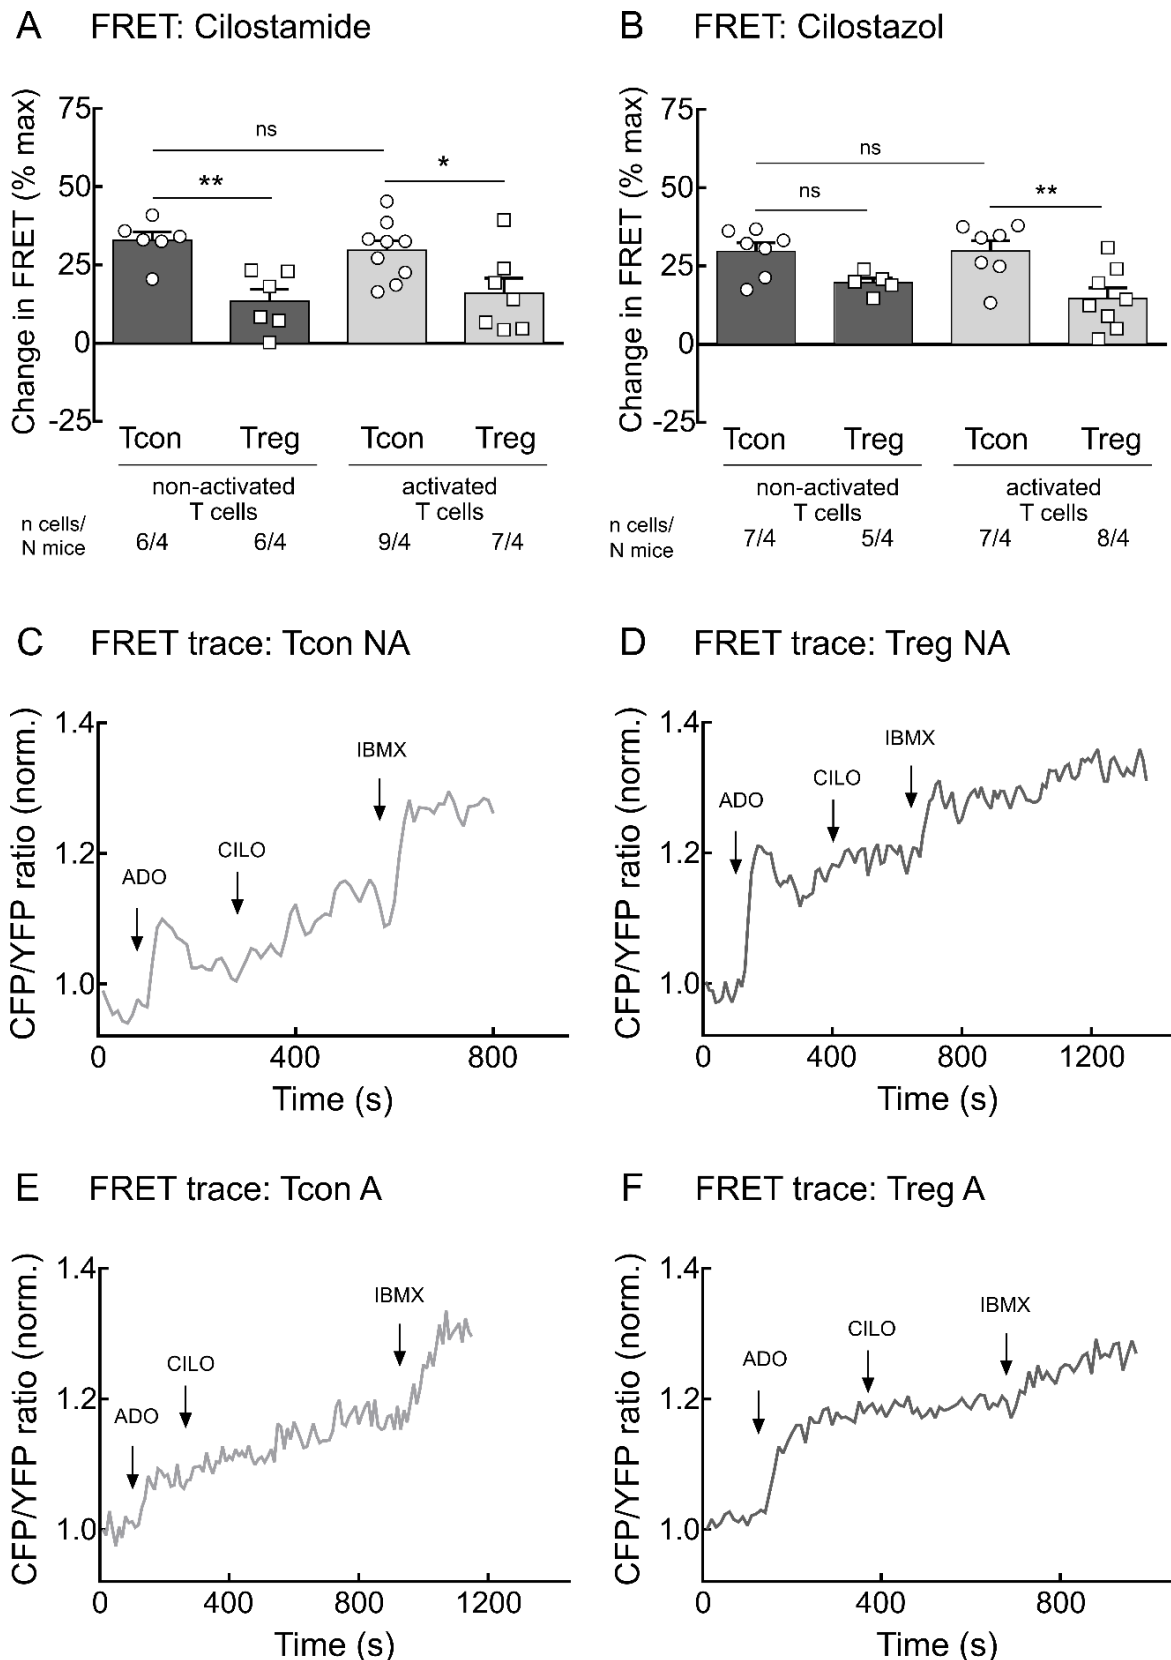 A FRET: Cilostamide
Change in FRET (% max)
75
50
25
0
-25
ns
**
*
Tcon Treg Tcon Treg
non-activated T cells
activated T cells
n cells/
N mice
6/4 6/4 9/4 7/4
B FRET: Cilostazol
Change in FRET (% max)
75
50
25
0
-25
ns
ns
**
Tcon Treg Tcon Treg
non-activated T cells
activated T cells
n cells/
N mice
7/4 5/4 7/4 8/4
C FRET trace: Tcon NA
CFP/YFP ratio (norm.)
1.4
1.2
1.0
ADO
CILO
IBMX
0 400 800
Time (s)
D FRET trace: Treg NA
CFP/YFP ratio (norm.)
1.4
1.2
1.0
ADO
CILO
IBMX
0 400 800 1200
Time (s)
E FRET trace: Tcon A
CFP/YFP ratio (norm.)
1.4
1.2
1.0
ADO
CILO
IBMX
0 400 800 1200
Time (s)
F FRET trace: Treg A
CFP/YFP ratio (norm.)
1.4
1.2
1.0
ADO
CILO
IBMX
0 400 800
Time (s)